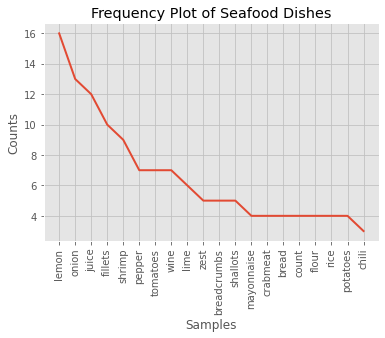 Frequency Plot of Seafood Dishes
16
14
12
10
8
6
4
Counts
lemon
onion
juice
fillets
shrimp
pepper
tomatoes
wine
lime
zest
breadcrumbs
shallots
mayonnaise
crabmeat
bread
count
flour
rice
potatoes
chili
Samples